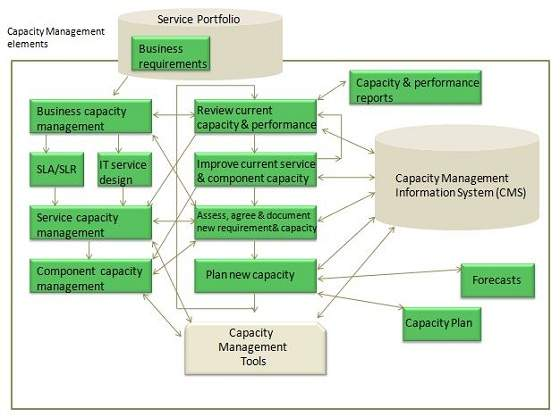 Capacity Management
elements
Service Portfolio
Business
requirements
Business capacity
management
Review current
capacity & performance
Capacity & performance
reports
SLA/SLR
IT service
design
Improve current service
& component capacity
Capacity Management
Information System (CMS)
Service capacity
management
Assess, agree & document
new requirement& capacity
Component capacity
management
Plan new capacity
Forecasts
Capacity Plan
Capacity
Management
Tools